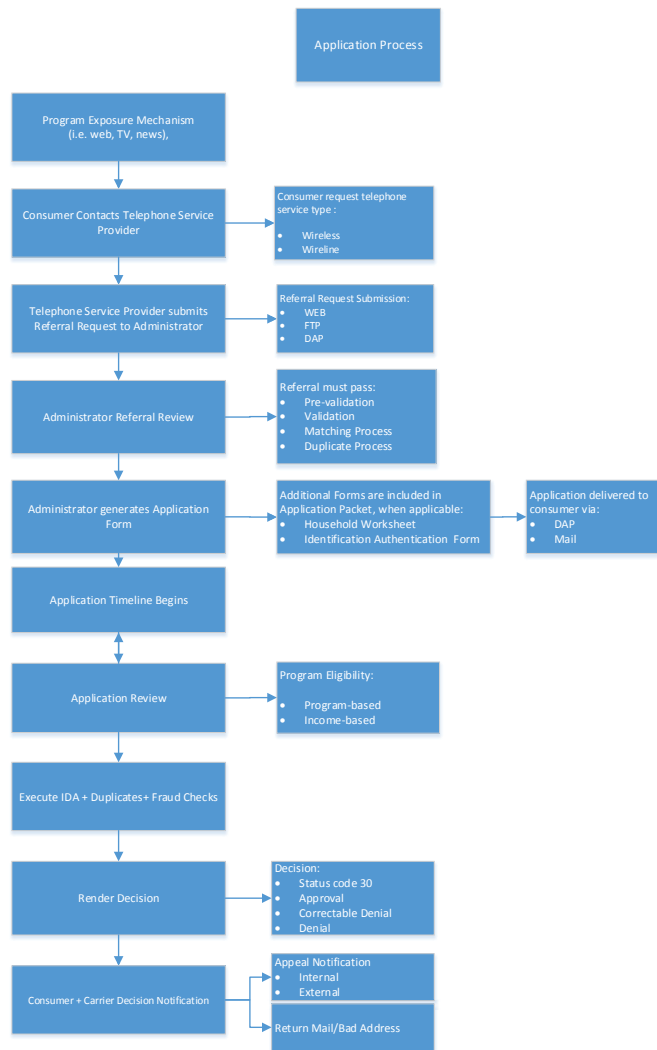 Application Process
Program Exposure Mechanism
(i.e. web, TV, news),
Consumer Contacts Telephone Service
Provider
Consumer request telephone
service type :
• Wireless
• Wireline
Telephone Service Provider submits
Referral Request to Administrator
Referral Request Submission:
• WEB
• FTP
• DAP
Administrator Referral Review
Referral must pass:
• Pre-validation
• Validation
• Matching Process
• Duplicate Process
Administrator generates Application
Form
Additional Forms are included in
Application Packet, when applicable:
• Household Worksheet
• Identification Authentication Form
Application delivered to
consumer via:
• DAP
• Mail
Application Timeline Begins
Application Review
Program Eligibility:
• Program-based
• Income-based
Execute IDA + Duplicates+ Fraud Checks
Render Decision
Decision:
• Status code 30
• Approval
• Correctable Denial
• Denial
Consumer + Carrier Decision Notification
Appeal Notification
• Internal
• External
Return Mail/Bad Address